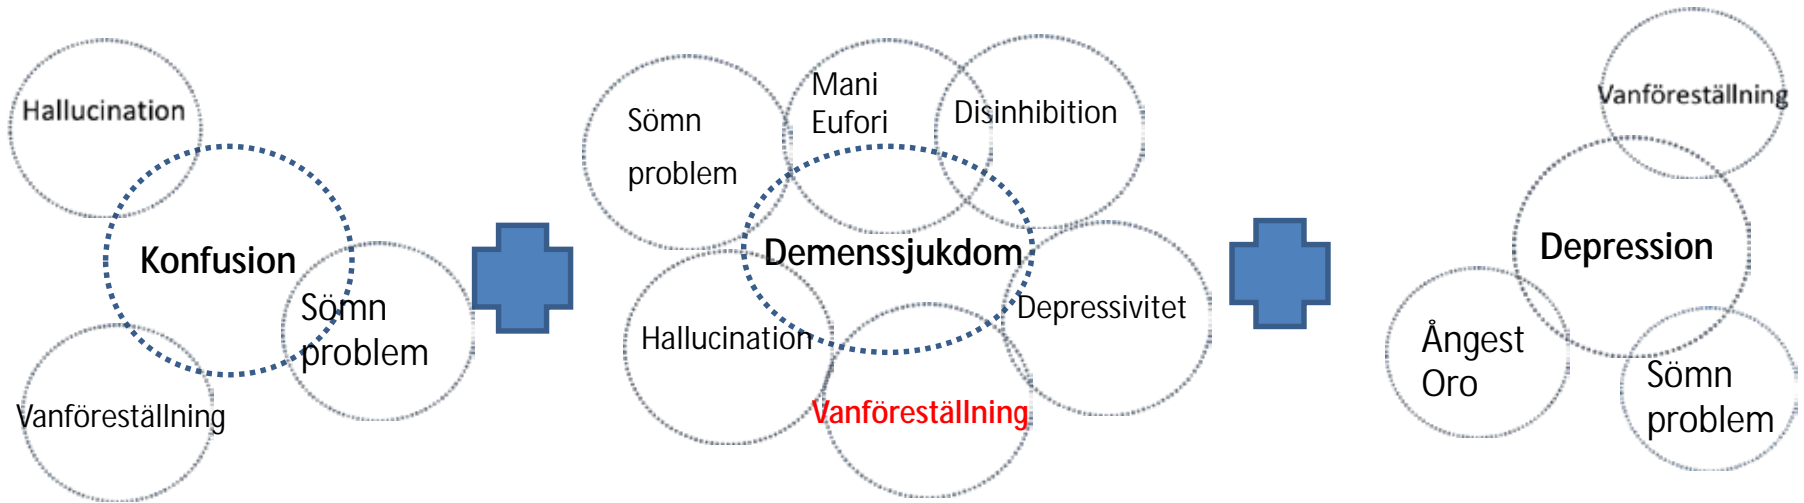 Hallucination
Konfusion
Sömn
problem
Vanföreställning
Sömn
problem
Mani
Eufori
Disinhibition
Demenssjukdom
Hallucination
Depressivitet
Vanföreställning
Vanföreställning
Depression
Ångest
Oro
Sömn
problem